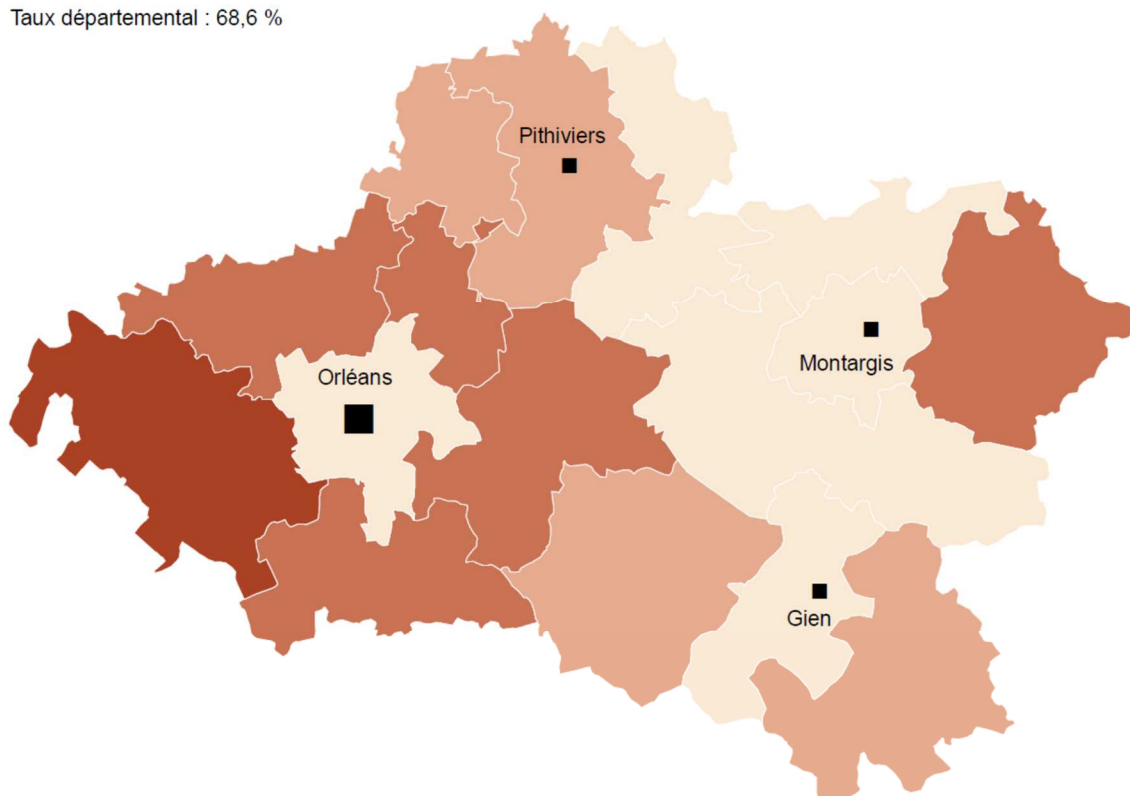 Taux départemental : 68,6 %
Pithiviers
Orléans
Montargis
Gien